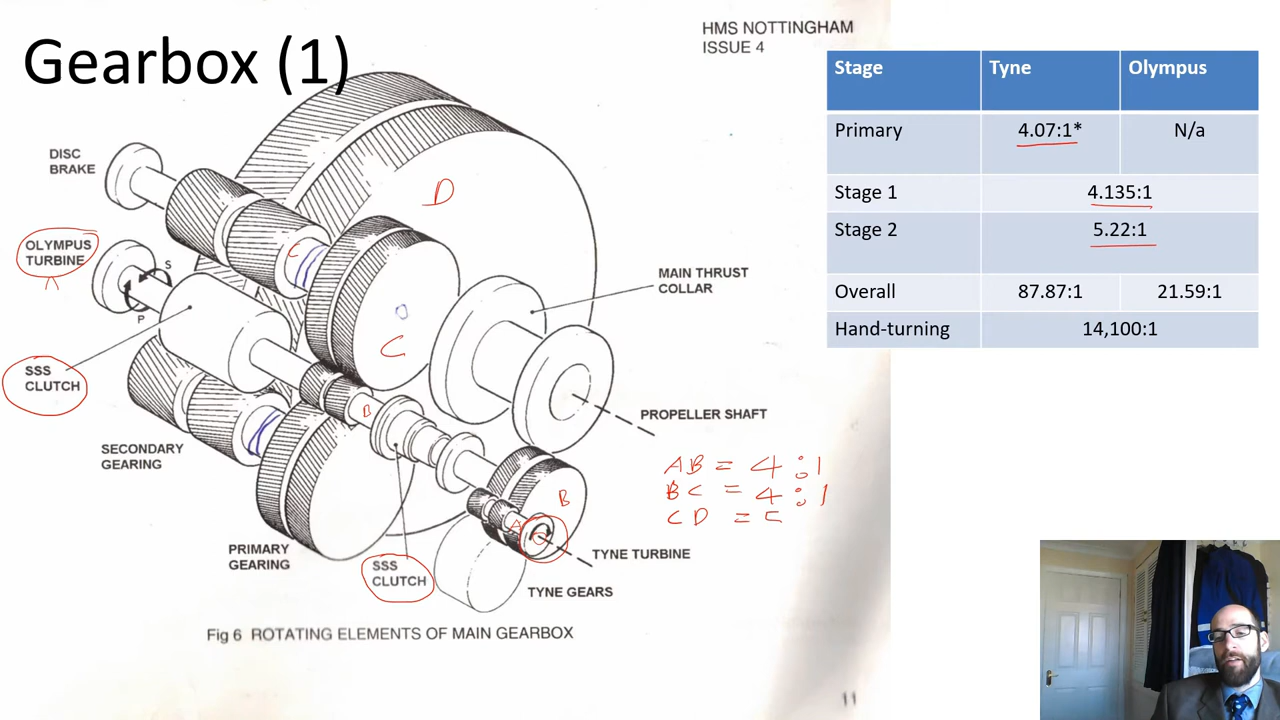 Gearbox (1)
HMS NOTTINGHAM
ISSUE 4
DISC
BRAKE
OLYMPUS
TURBINE
S
P
SSS
CLUTCH
SECONDARY
GEARING
PRIMARY
GEARING
SSS
CLUTCH
MAIN THRUST
COLLAR
PROPELLER SHAFT
TYNE TURBINE
TYNE GEARS
D
C
C
B
B
A
AB = 4:1
BC = 4:1
CD = 5
Fig 6 ROTATING ELEMENTS OF MAIN GEARBOX
11
Stage Tyne Olympus
Primary 4.07:1* N/a
Stage 1 4.135:1
Stage 2 5.22:1
Overall 87.87:1 21.59:1
Hand-turning 14,100:1